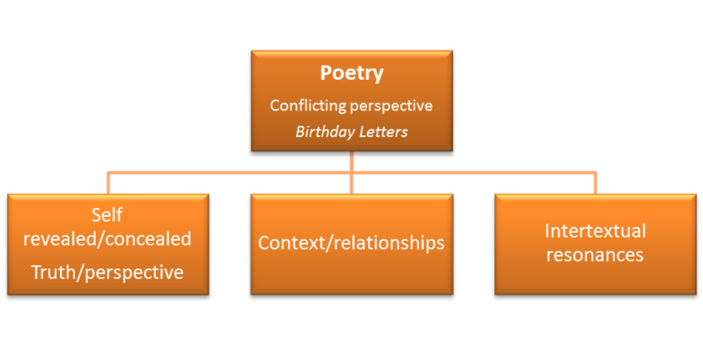 Poetry
Conflicting perspective
Birthday Letters
Self
revealed/concealed
Truth/perspective
Context/relationships
Intertextual
resonances